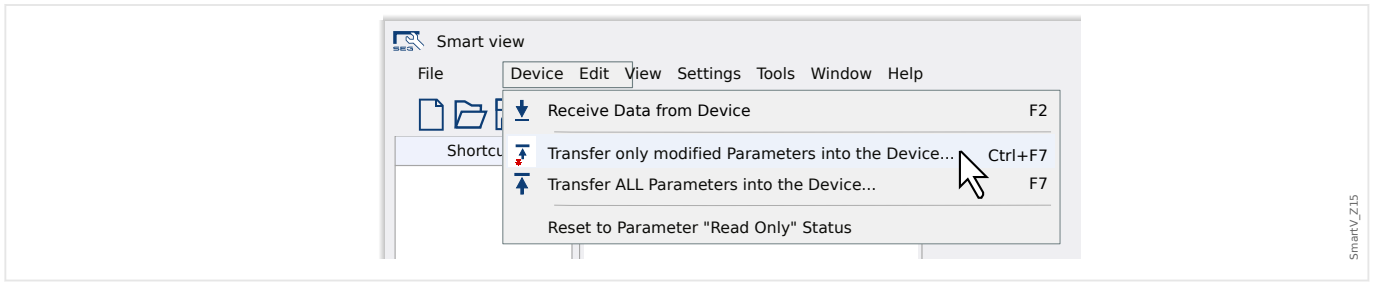 SEG
Smart view
File Device Edit View Settings Tools Window Help
Receive Data from Device F2
Shortcu
Transfer only modified Parameters into the Device... Ctrl+F7
Transfer ALL Parameters into the Device... F7
Reset to Parameter "Read Only" Status
SmartV_Z15